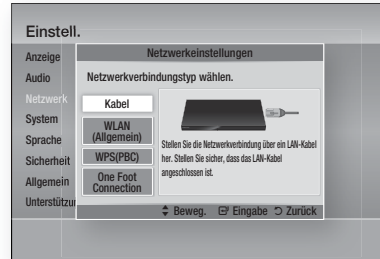 Einstell.
Anzeige
Audio
Netzwerk
System
Sprache
Sicherheit
Allgemein
Netzwerkeinstellungen
Netzwerkverbindungstyp wählen.
Kabel
WLAN
(Allgemein)
WPS(PBC)
One Foot
Connection
Stellen Sie die Netzwerkverbindung über ein LAN-Kabel
her. Stellen Sie sicher, dass das LAN-Kabel
angeschlossen ist.
Beweg. Eingabe Zurück